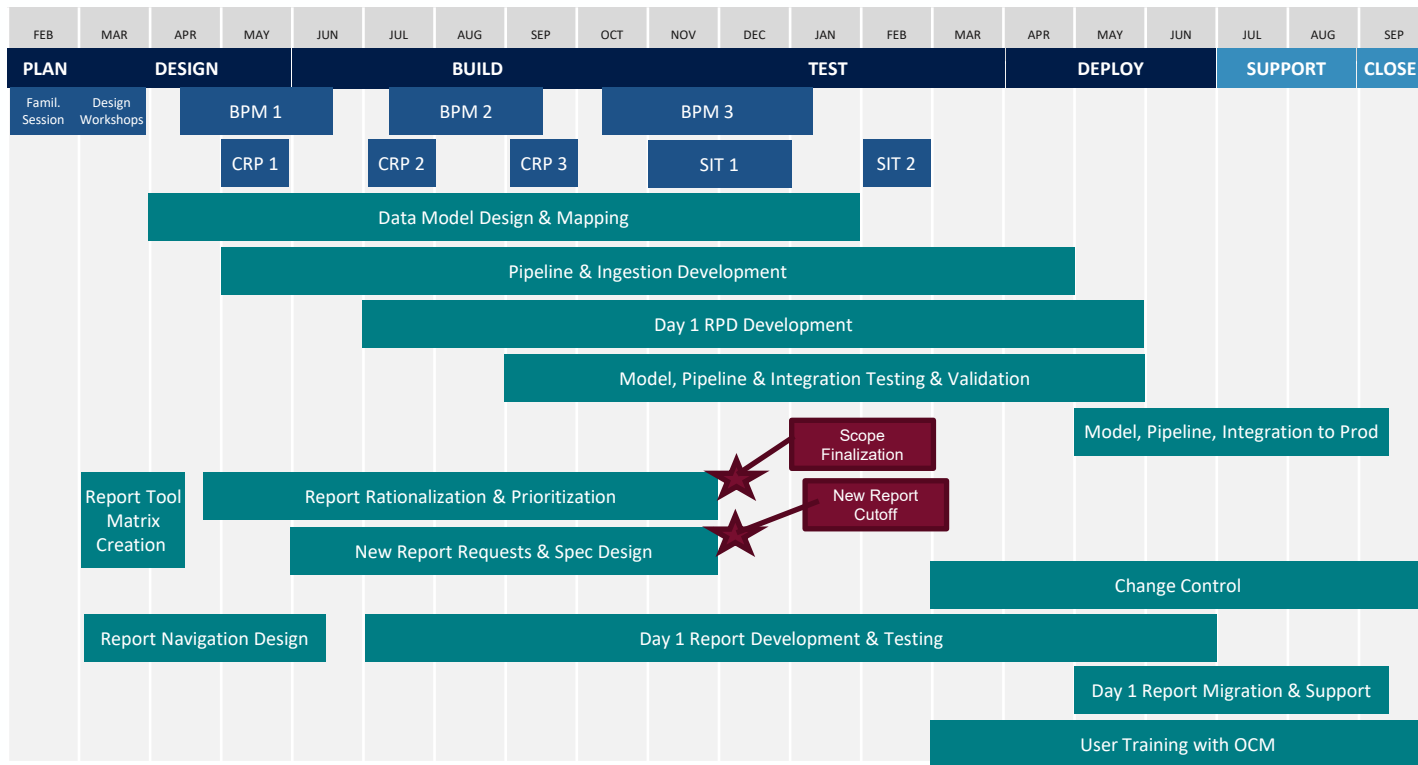 FEB MAR APR MAY JUN JUL AUG SEP OCT NOV DEC JAN FEB MAR APR MAY JUN JUL AUG SEP
PLAN DESIGN BUILD TEST DEPLOY SUPPORT CLOSE
Famil.
Session
Design
Workshops
BPM 1
BPM 2
BPM 3
CRP 1
CRP 2
CRP 3
SIT 1
SIT 2
Data Model Design & Mapping
Pipeline & Ingestion Development
Day 1 RPD Development
Model, Pipeline & Integration Testing & Validation
Model, Pipeline, Integration to Prod
Scope
Finalization
Report Tool
Matrix
Creation
Report Rationalization & Prioritization
New Report
Cutoff
New Report Requests & Spec Design
Change Control
Report Navigation Design
Day 1 Report Development & Testing
Day 1 Report Migration & Support
User Training with OCM